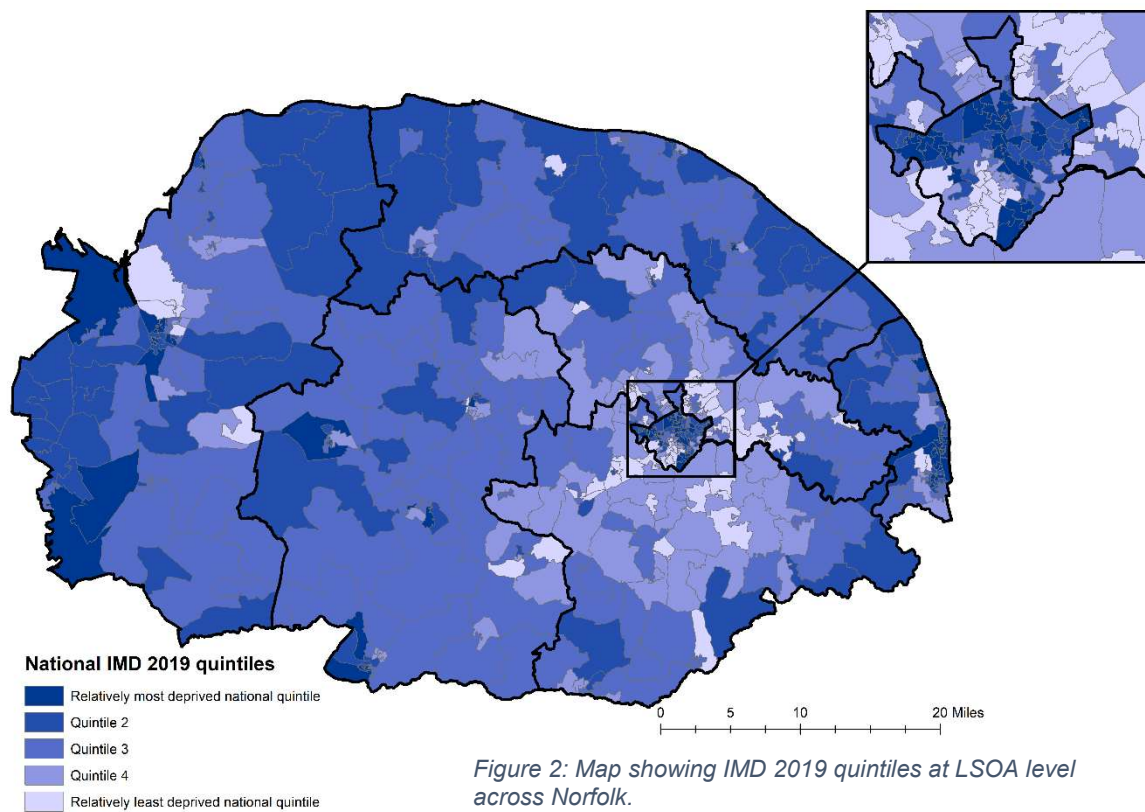 National IMD 2019 quintiles
Relatively most deprived national quintile
Quintile 2
Quintile 3
Quintile 4
Relatively least deprived national quintile
0 5 10 20 Miles
Figure 2: Map showing IMD 2019 quintiles at LSOA level
across Norfolk.